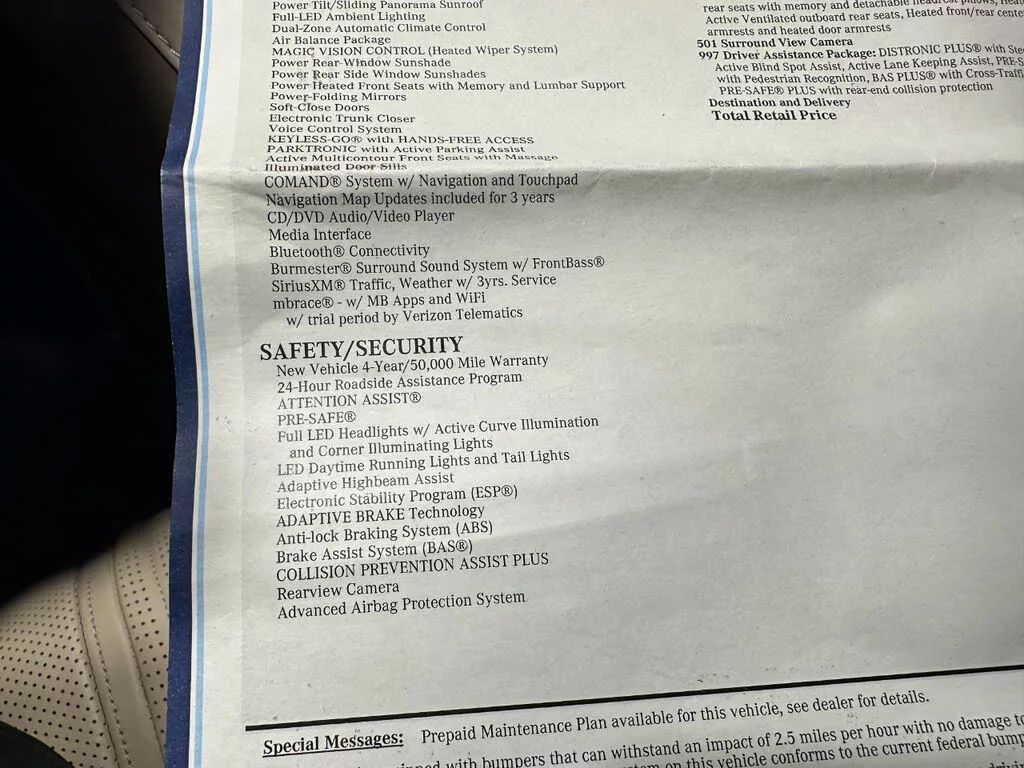 Power Tilt/Sliding Panorama Sunroof
Full-LED Ambient Lighting
Dual-Zone Automatic Climate Control
Air Balance Package
MAGIC VISION CONTROL (Heated Wiper System)
Power Rear-Window Sunshade
Power Rear Side Window Sunshades
Power Heated Front Seats with Memory and Lumbar Support
Power-Folding Mirrors
Soft-Close Doors
Electronic Trunk Closer
Voice Control System
KEYLESS-GO® with HANDS-FREE ACCESS
PARKTRONIC with Active Parking Assist
Active Multicontour Front Seats with Massage
Illuminated Door Sills
COMAND® System w/ Navigation and Touchpad
Navigation Map Updates included for 3 years
CD/DVD Audio/Video Player
Media Interface
Bluetooth® Connectivity
Burmester® Surround Sound System w/ FrontBass®
SiriusXM® Traffic, Weather w/ 3yrs. Service
mbrace® - w/ MB Apps and WiFi
w/ trial period by Verizon Telematics
SAFETY/SECURITY
New Vehicle 4-Year/50,000 Mile Warranty
24-Hour Roadside Assistance Program
ATTENTION ASSIST®
PRE-SAFE®
Full LED Headlights w/ Active Curve Illumination
and Corner Illuminating Lights
LED Daytime Running Lights and Tail Lights
Adaptive Highbeam Assist
Electronic Stability Program (ESP®)
ADAPTIVE BRAKE Technology
Anti-lock Braking System (ABS)
Brake Assist System (BAS®)
COLLISION PREVENTION ASSIST PLUS
Rearview Camera
Advanced Airbag Protection System
rear seats with memory and detachable headrest pillows,
Active Ventilated outboard rear seats, Heated front/rear cente
armrests and heated door armrests
501 Surround View Camera
997 Driver Assistance Package: DISTRONIC PLUS® with Ste
Active Blind Spot Assist, Active Lane Keeping Assist, PRE-S
with Pedestrian Recognition, BAS PLUS® with Cross-Traff
PRE-SAFE® PLUS with rear-end collision protection
Destination and Delivery
Total Retail Price
Special Messages: Prepaid Maintenance Plan available for this vehicle, see dealer for details.
with bumpers that can withstand an impact of 2.5 miles per hour with no damage to
on this vehicle conforms to the current federal bump